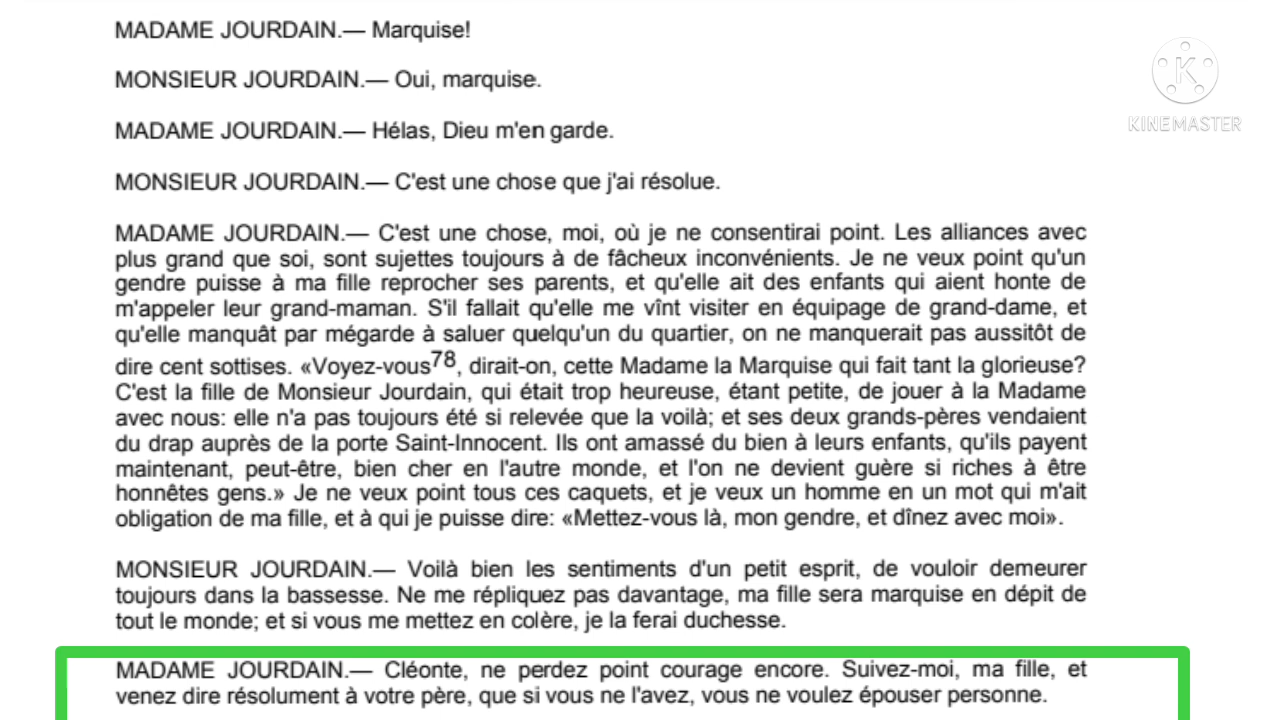 MADAME JOURDAIN.— Marquise!
MONSIEUR JOURDAIN.— Oui, marquise.
MADAME JOURDAIN.— Hélas, Dieu m'en garde.
MONSIEUR JOURDAIN.— C'est une chose que j'ai résolue.
MADAME JOURDAIN.— C'est une chose, moi, où je ne consentirai point. Les alliances avec
plus grand que soi, sont sujettes toujours à de fâcheux inconvénients. Je ne veux point qu'un
gendre puisse à ma fille reprocher ses parents, et qu'elle ait des enfants qui aient honte de
m'appeler leur grand-maman. S'il fallait qu'elle me vînt visiter en équipage de grand-dame, et
qu'elle manquât par mégarde à saluer quelqu'un du quartier, on ne manquerait pas aussitôt de
dire cent sottises. «Voyez-vous78, dirait-on, cette Madame la Marquise qui fait tant la glorieuse?
C'est la fille de Monsieur Jourdain, qui était trop heureuse, étant petite, de jouer à la Madame
avec nous: elle n'a pas toujours été si relevée que la voilà; et ses deux grands-pères vendaient
du drap auprès de la porte Saint-Innocent. Ils ont amassé du bien à leurs enfants, qu'ils payent
maintenant, peut-être, bien cher en l'autre monde, et l'on ne devient guère si riches à être
honnêtes gens.» Je ne veux point tous ces caquets, et je veux un homme en un mot qui m'ait
obligation de ma fille, et à qui je puisse dire: «Mettez-vous là, mon gendre, et dînez avec moi».
MONSIEUR JOURDAIN.— Voilà bien les sentiments d'un petit esprit, de vouloir demeurer
toujours dans la bassesse. Ne me répliquez pas davantage, ma fille sera marquise en dépit de
tout le monde; et si vous me mettez en colère, je la ferai duchesse.
MADAME JOURDAIN.— Cléonte, ne perdez point courage encore. Suivez-moi, ma fille, et
venez dire résolument à votre père, que si vous ne l'avez, vous ne voulez épouser personne.
K
KINEMASTER